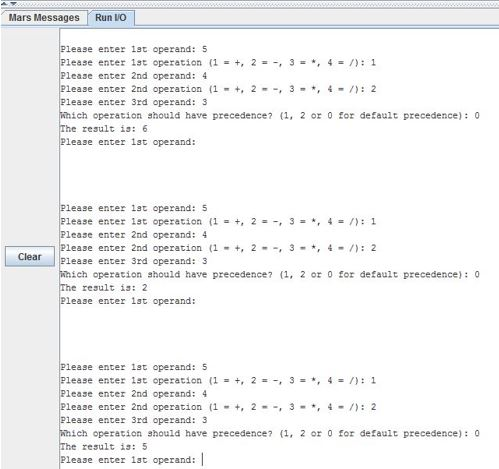 Mars Messages Run I/O
Please enter 1st operand: 5
Please enter 1st operation (1 = +, 2 = -, 3 = *, 4 = /): 1
Please enter 2nd operand: 4
Please enter 2nd operation (1 = +, 2 = -, 3 = *, 4 = /): 2
Please enter 3rd operand: 3
Which operation should have precedence? (1, 2 or 0 for default precedence): 0
The result is: 6
Please enter 1st operand:
Please enter 1st operand: 5
Please enter 1st operation (1 = +, 2 = -, 3 = *, 4 = /): 1
Please enter 2nd operand: 4
Please enter 2nd operation (1 = +, 2 = -, 3 = *, 4 = /): 2
Clear
Please enter 3rd operand: 3
Which operation should have precedence? (1, 2 or 0 for default precedence): 0
The result is: 2
Please enter 1st operand:
Please enter 1st operand: 5
Please enter 1st operation (1 = +, 2 = -, 3 = *, 4 = /): 1
Please enter 2nd operand: 4
Please enter 2nd operation (1 = +, 2 = -, 3 = *, 4 = /): 2
Please enter 3rd operand: 3
Which operation should have precedence? (1, 2 or 0 for default precedence): 0
The result is: 5
Please enter 1st operand: